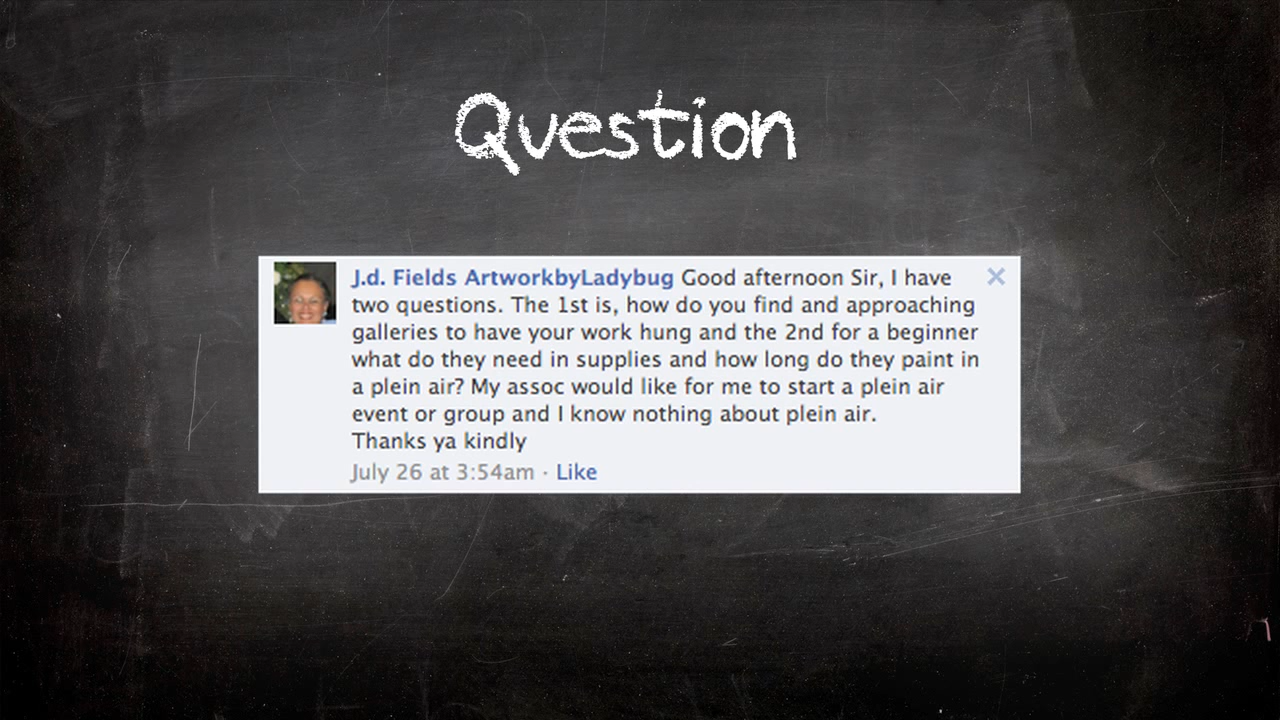 Question
J.d. Fields ArtworkbyLadybug Good afternoon Sir, I have
two questions. The 1st is, how do you find and approaching
galleries to have your work hung and the 2nd for a beginner
what do they need in supplies and how long do they paint in
a plein air? My assoc would like for me to start a plein air
event or group and I know nothing about plein air.
Thanks ya kindly
July 26 at 3:54am · Like